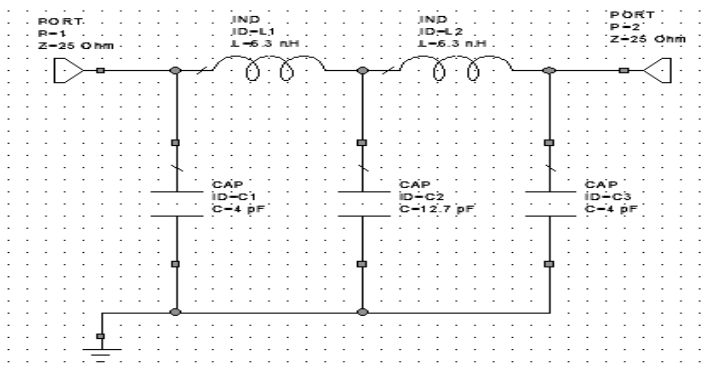 PORT
P=1
Z=25 Ohm
IND
ID=L1
L=6.3 nH
IND
ID=L2
L=6.3 nH
PORT
P=2
Z=25 Ohm
CAP
ID=C1
C=4 pF
CAP
ID=C2
C=12.7 pF
CAP
ID=C3
C=4 pF